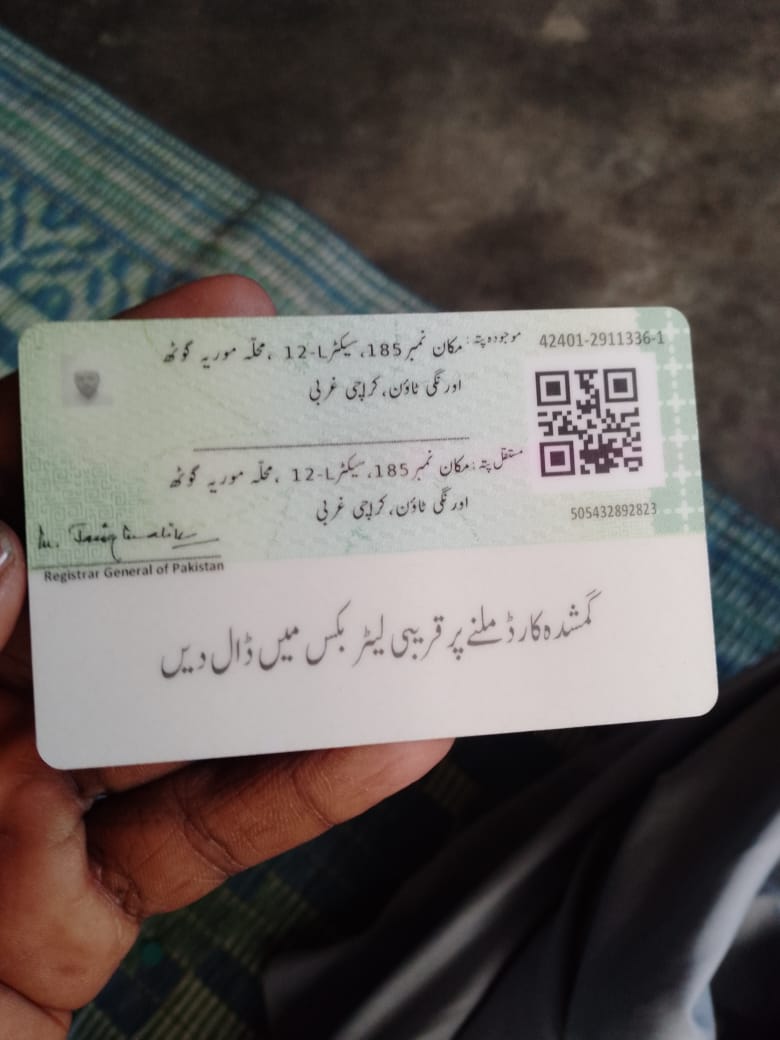 موجودہ پتہ: مکان نمبر 185، سیکٹر 12-L ، محلّہ موریہ گوٹھ
اورنگی ٹاؤن، کراچی غربی
42401-2911336-1
مستقل پتہ: مکان نمبر 185، سیکٹر 12-L ، محلّہ موریہ گوٹھ
اورنگی ٹاؤن، کراچی غربی
505432892823
Registrar General of Pakistan
گمشدہ کارڈ ملنے پر قریبی لیٹر بکس میں ڈال دیں